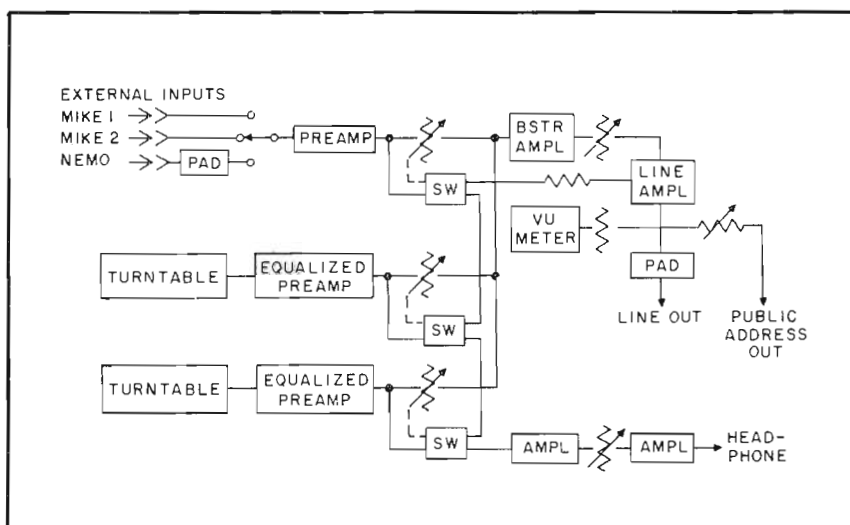 EXTERNAL INPUTS
MIKE 1
MIKE 2
NEMO
PAD
PREAMP
SW
BSTR
AMPL
LINE
AMPL
VU
METER
PAD
LINE OUT
PUBLIC
ADDRESS
OUT
TURNTABLE
EQUALIZED
PREAMP
SW
TURNTABLE
EQUALIZED
PREAMP
SW
AMPL
AMPL
HEAD-
PHONE